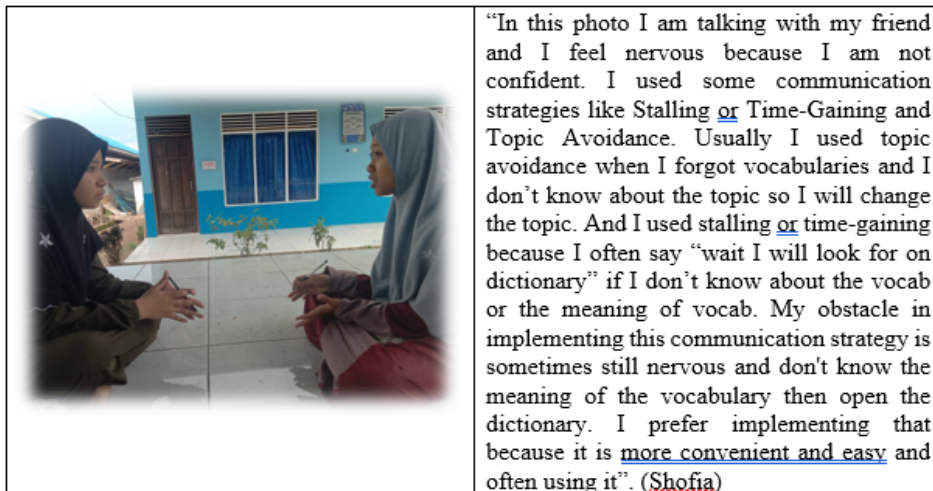 “In this photo I am talking with my friend
and I feel nervous because I am not
confident. I used some communication
strategies like Stalling or Time-Gaining and
Topic Avoidance. Usually I used topic
avoidance when I forgot vocabularies and I
don’t know about the topic so I will change
the topic. And I used stalling or time-gaining
because I often say “wait I will look for on
dictionary” if I don’t know about the vocab
or the meaning of vocab. My obstacle in
implementing this communication strategy is
sometimes still nervous and don't know the
meaning of the vocabulary then open the
dictionary. I prefer implementing that
because it is more convenient and easy and
often using it”. (Shofia)